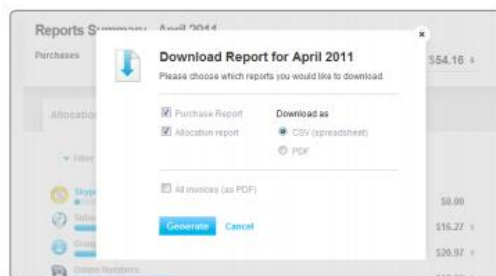 Reports Summary April 2011
Purchases
$54.16
Download Report for April 2011
Please choose which reports you would like to download.
Purchase Report
Allocation report
Download as
CSV (spreadsheet)
PDF
All invoices (as PDF)
Generate Cancel
Allocation
Filter
Skype
$0.00
$16.27
Group
$20.97
Online Numbers